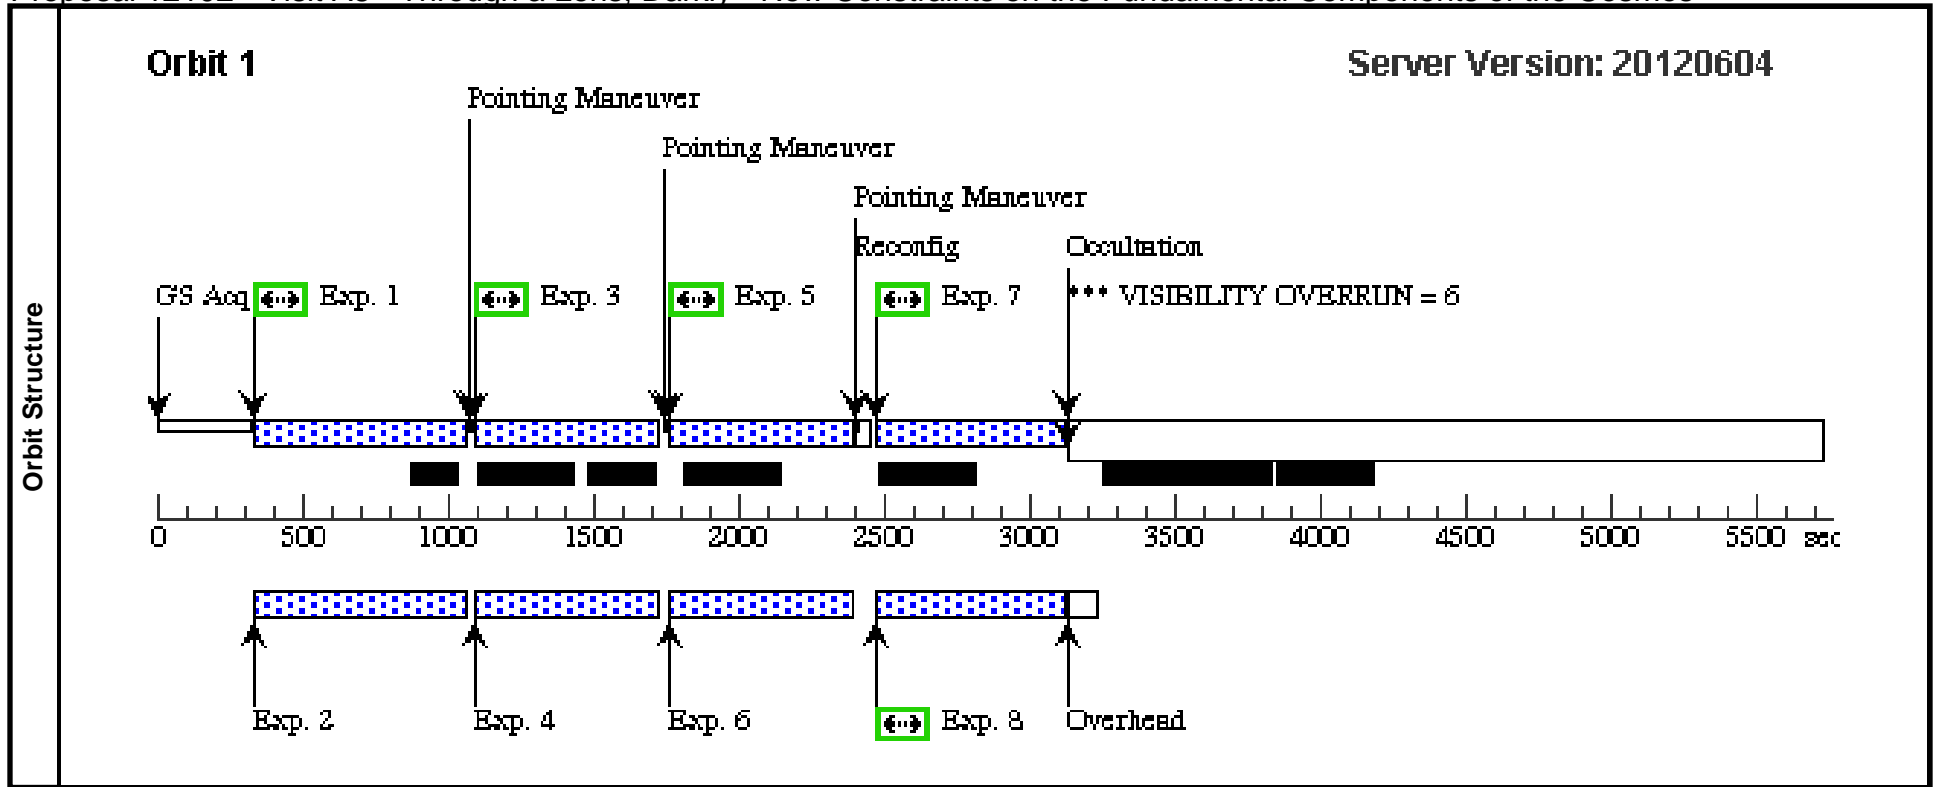 Orbit 1
Server Version: 20120604
Pointing Maneuver
Pointing Maneuver
Pointing Maneuver
Reconfig
Occultation
GS Acq
Exp. 1
Exp. 3
Exp. 5
Exp. 7
*** VISIBILITY OVERRUN = 6
Orbit Structure
0 500 1000 1500 2000 2500 3000 3500 4000 4500 5000 5500 sec
Exp. 2
Exp. 4
Exp. 6
Exp. 8
Overhead